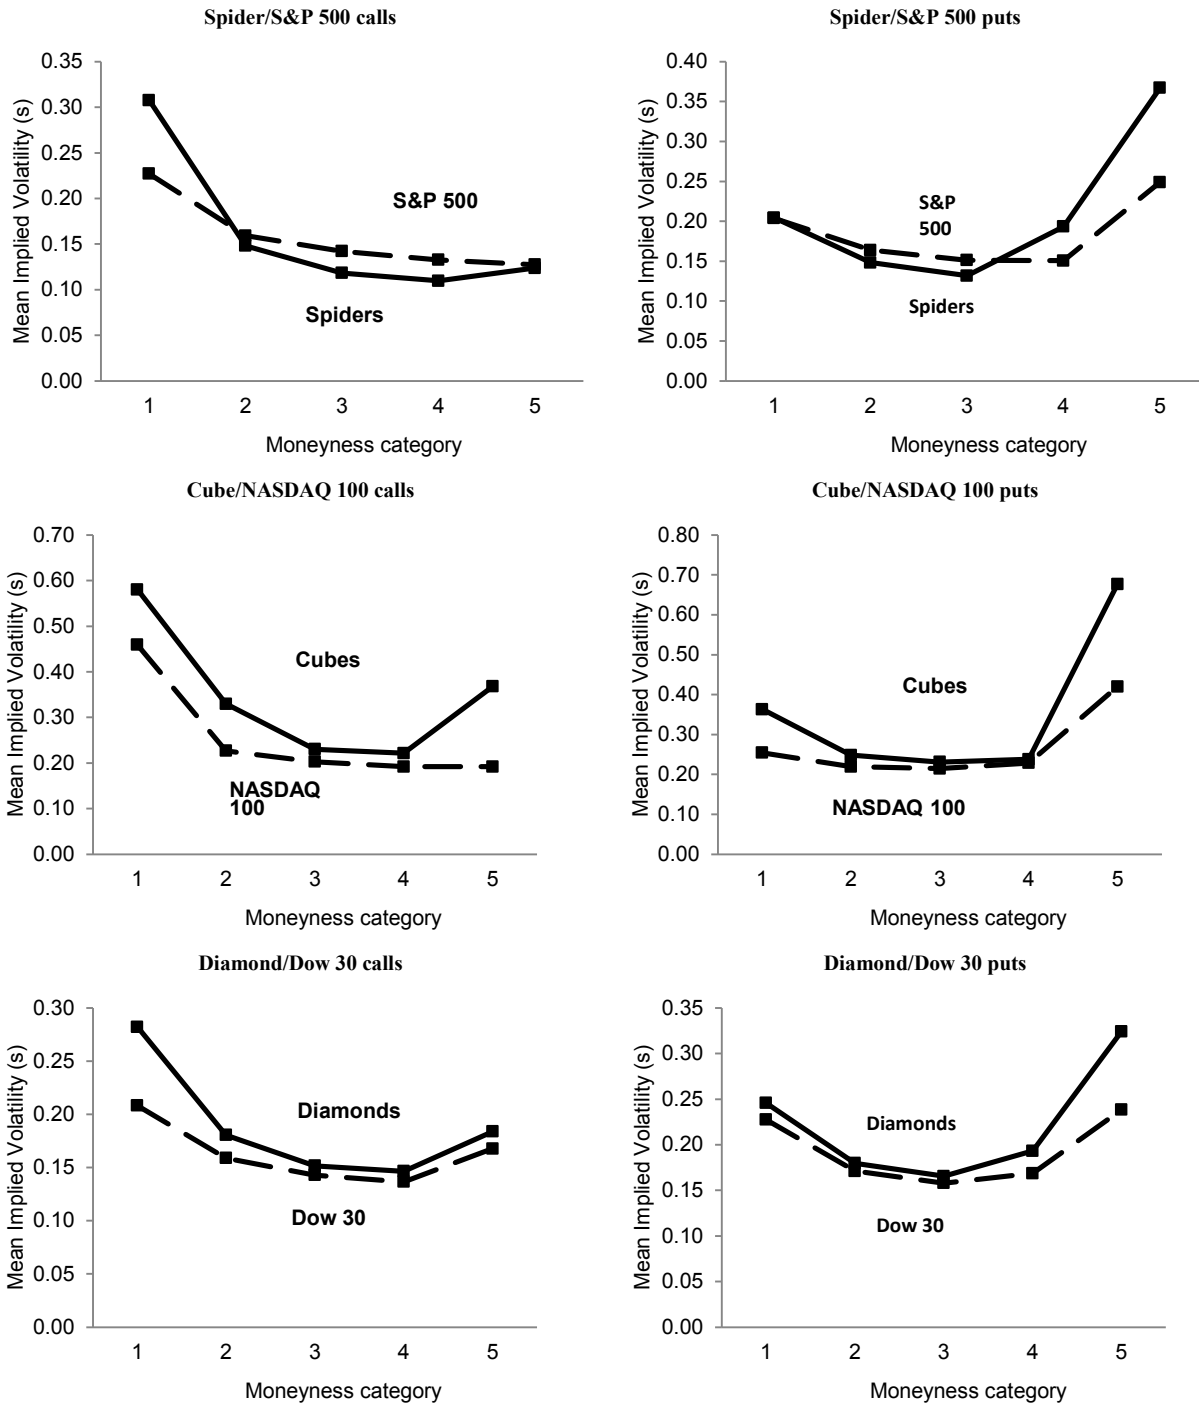 Spider/S&P 500 calls
Mean Implied Volatility (s)
0.35
0.30
0.25
0.20
0.15
0.10
0.05
0.00
S&P 500
Spiders
1 2 3 4 5
Moneyness category
Spider/S&P 500 puts
Mean Implied Volatility (s)
0.40
0.35
0.30
0.25
0.20
0.15
0.10
0.05
0.00
S&P
500
Spiders
1 2 3 4 5
Moneyness category
Cube/NASDAQ 100 calls
Mean Implied Volatility (s)
0.70
0.60
0.50
0.40
0.30
0.20
0.10
0.00
Cubes
NASDAQ
100
1 2 3 4 5
Moneyness category
Cube/NASDAQ 100 puts
Mean Implied Volatility (s)
0.80
0.70
0.60
0.50
0.40
0.30
0.20
0.10
0.00
Cubes
NASDAQ 100
1 2 3 4 5
Moneyness category
Diamond/Dow 30 calls
Mean Implied Volatility (s)
0.30
0.25
0.20
0.15
0.10
0.05
0.00
Diamonds
Dow 30
1 2 3 4 5
Moneyness category
Diamond/Dow 30 puts
Mean Implied Volatility (s)
0.35
0.30
0.25
0.20
0.15
0.10
0.05
0.00
Diamonds
Dow 30
1 2 3 4 5
Moneyness category